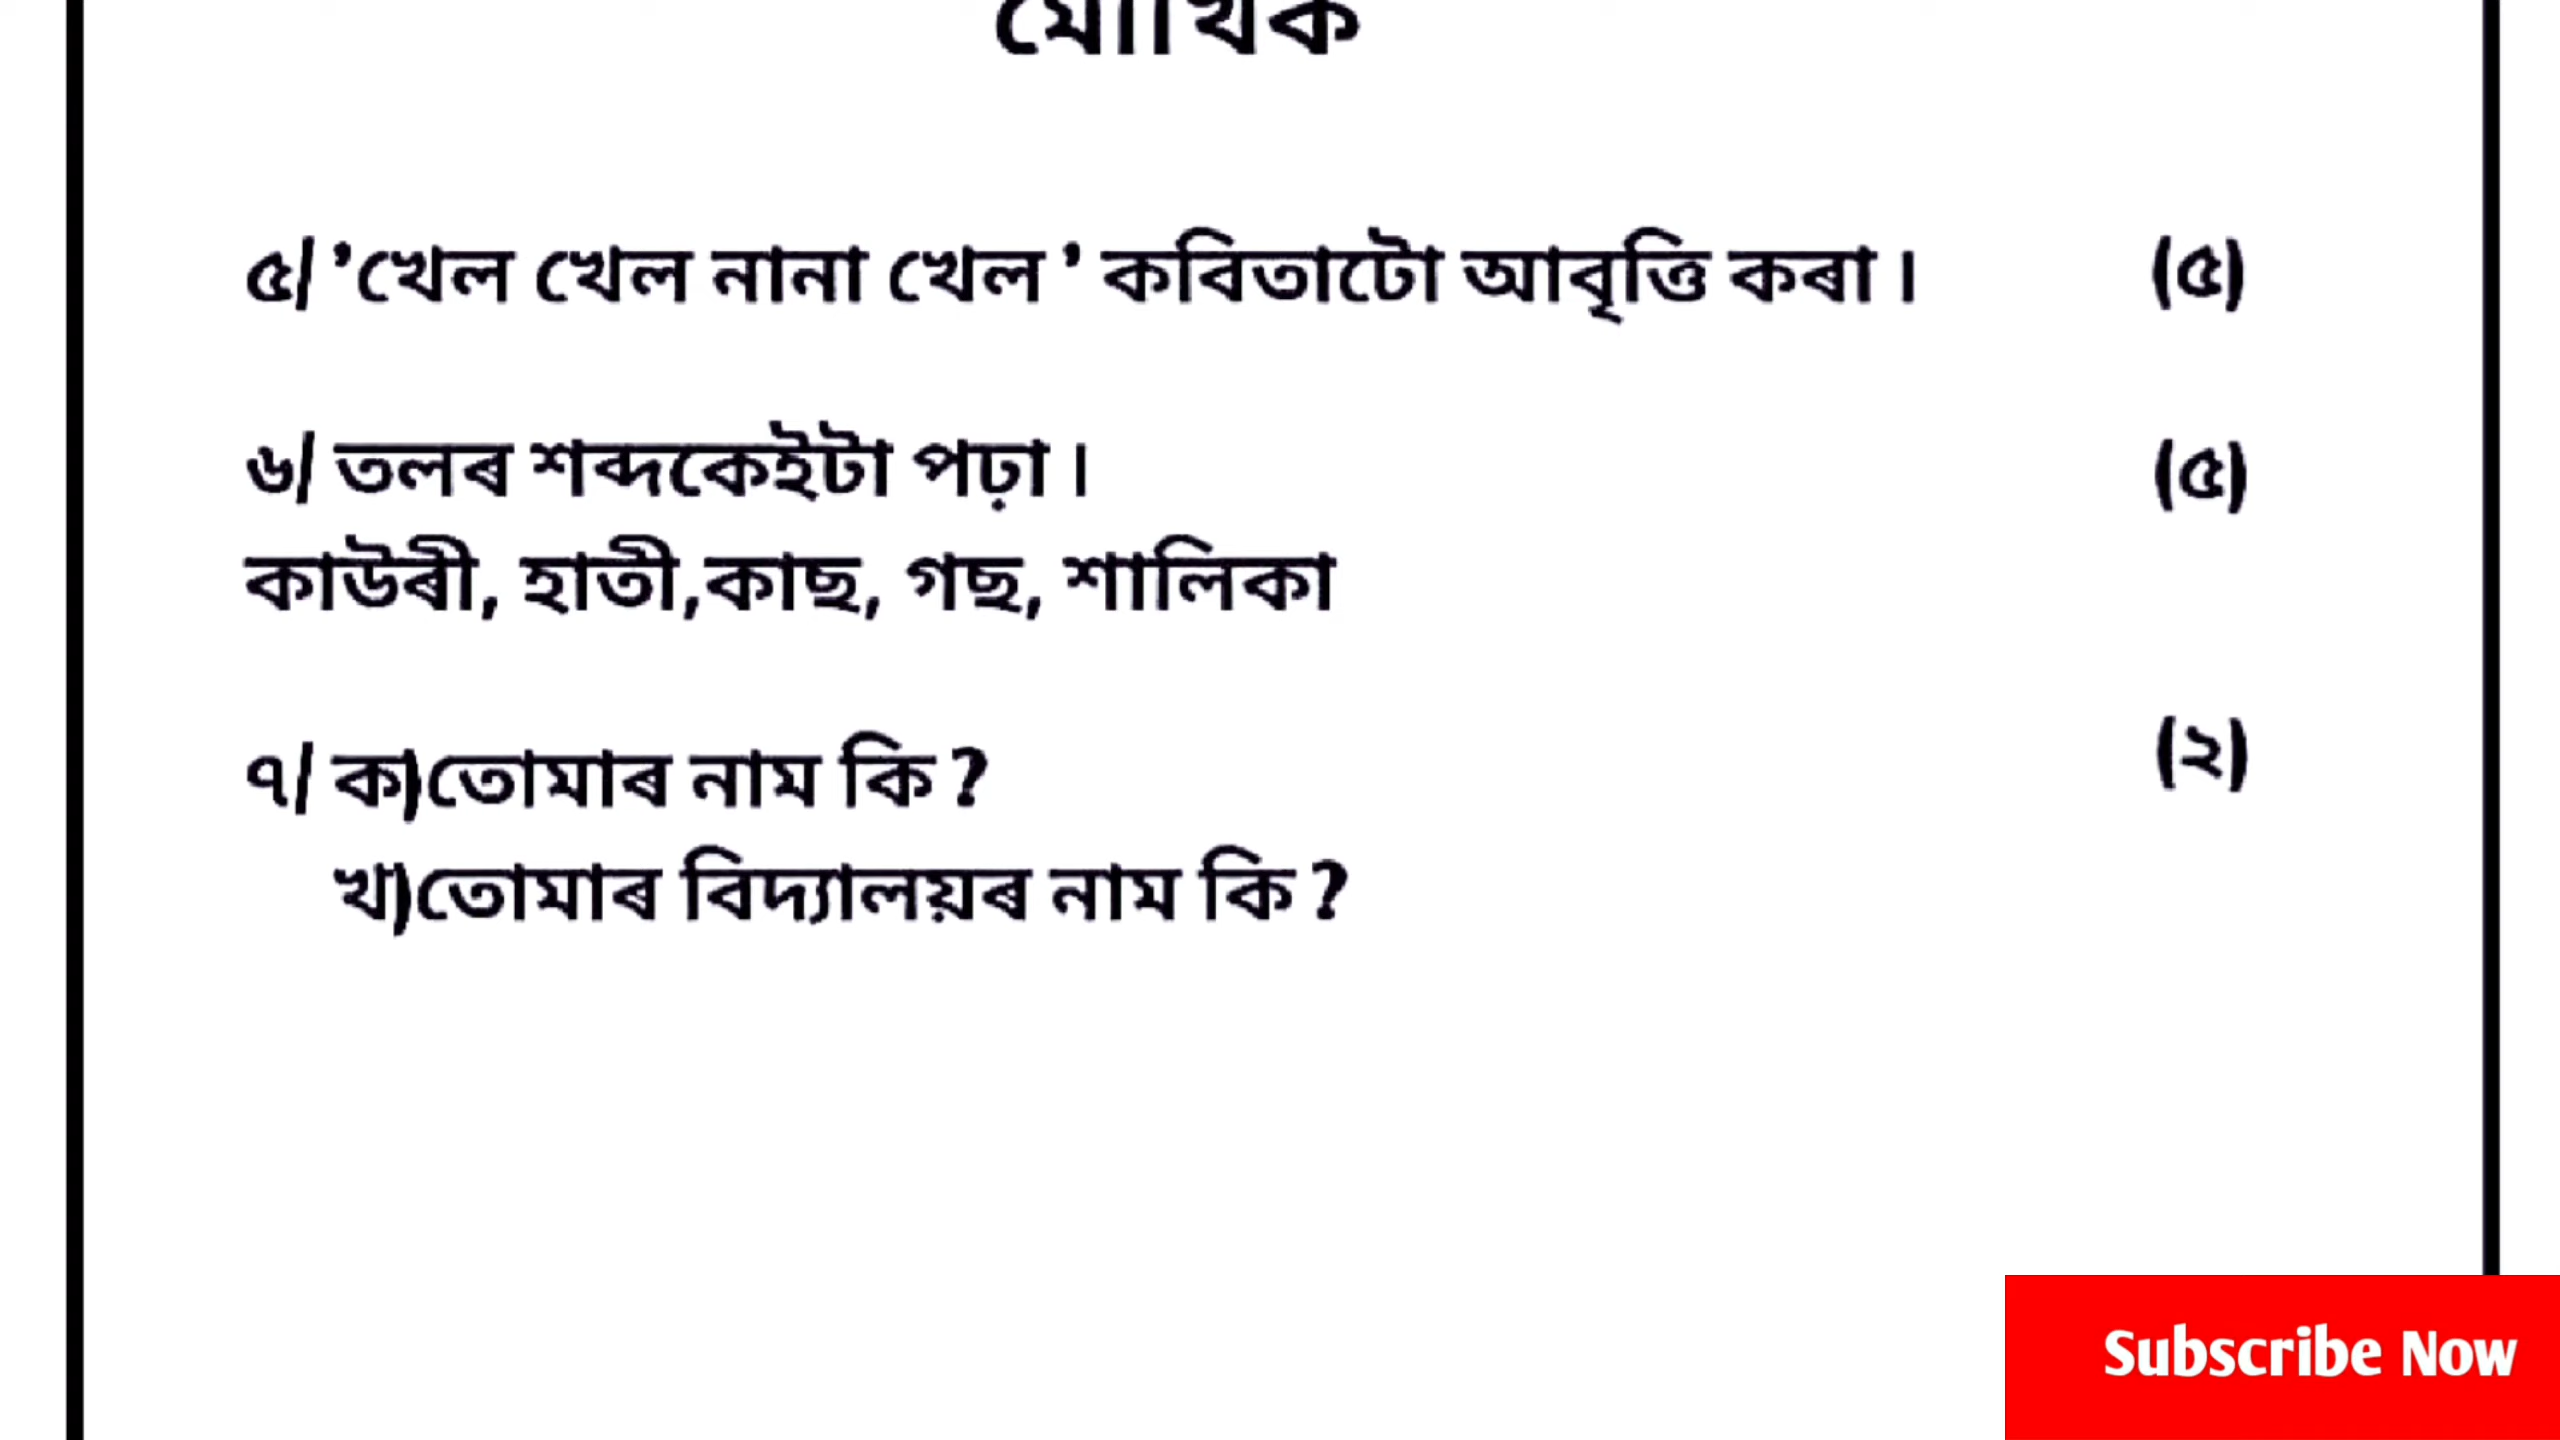 মৌখিক
৫/ ’খেল খেল নানা খেল ’ কবিতাটো আবৃত্তি কৰা । (৫)
৬/ তলৰ শব্দকেইটা পঢ়া । (৫)
কাউৰী, হাতী,কাছ, গছ, শালিকা
৭/ ক)তোমাৰ নাম কি ? (২)
খ)তোমাৰ বিদ্যালয়ৰ নাম কি ?
Subscribe Now